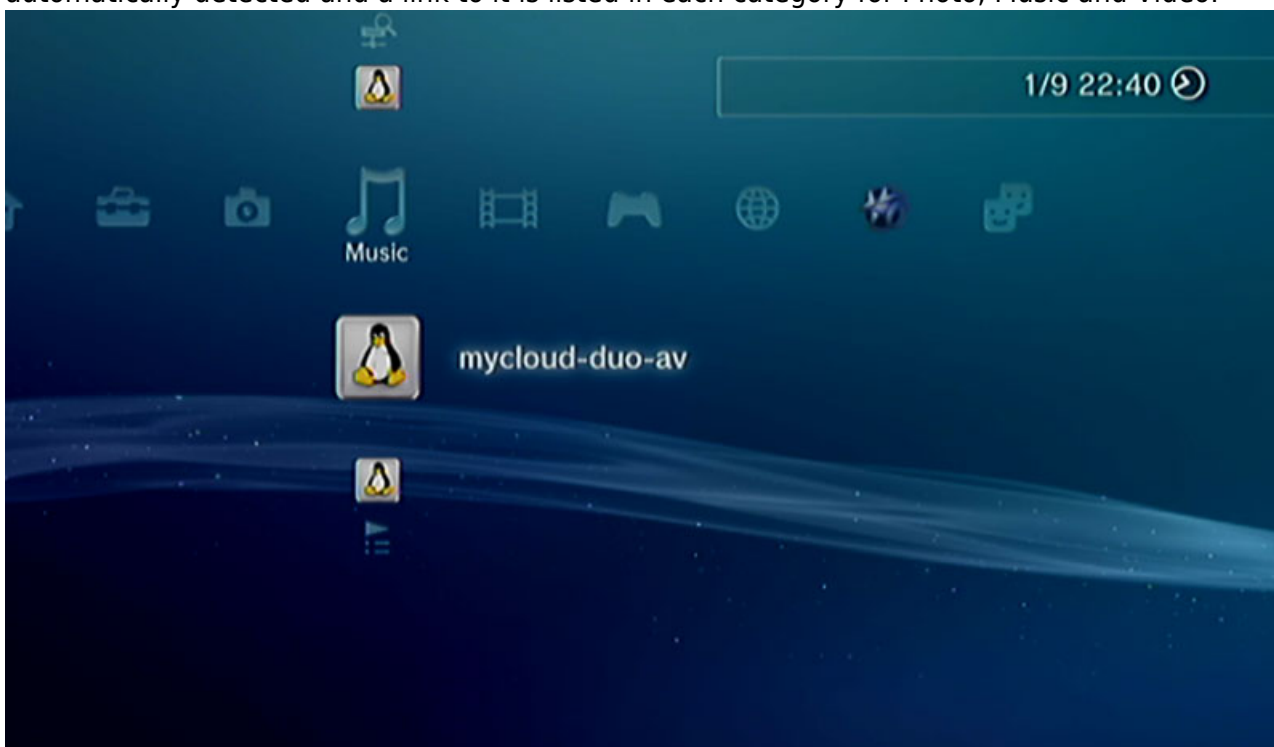 automatically detected and a link to it is listed in each category for Photo, Music and Video.
1/9 22:40
Music
mycloud-duo-av